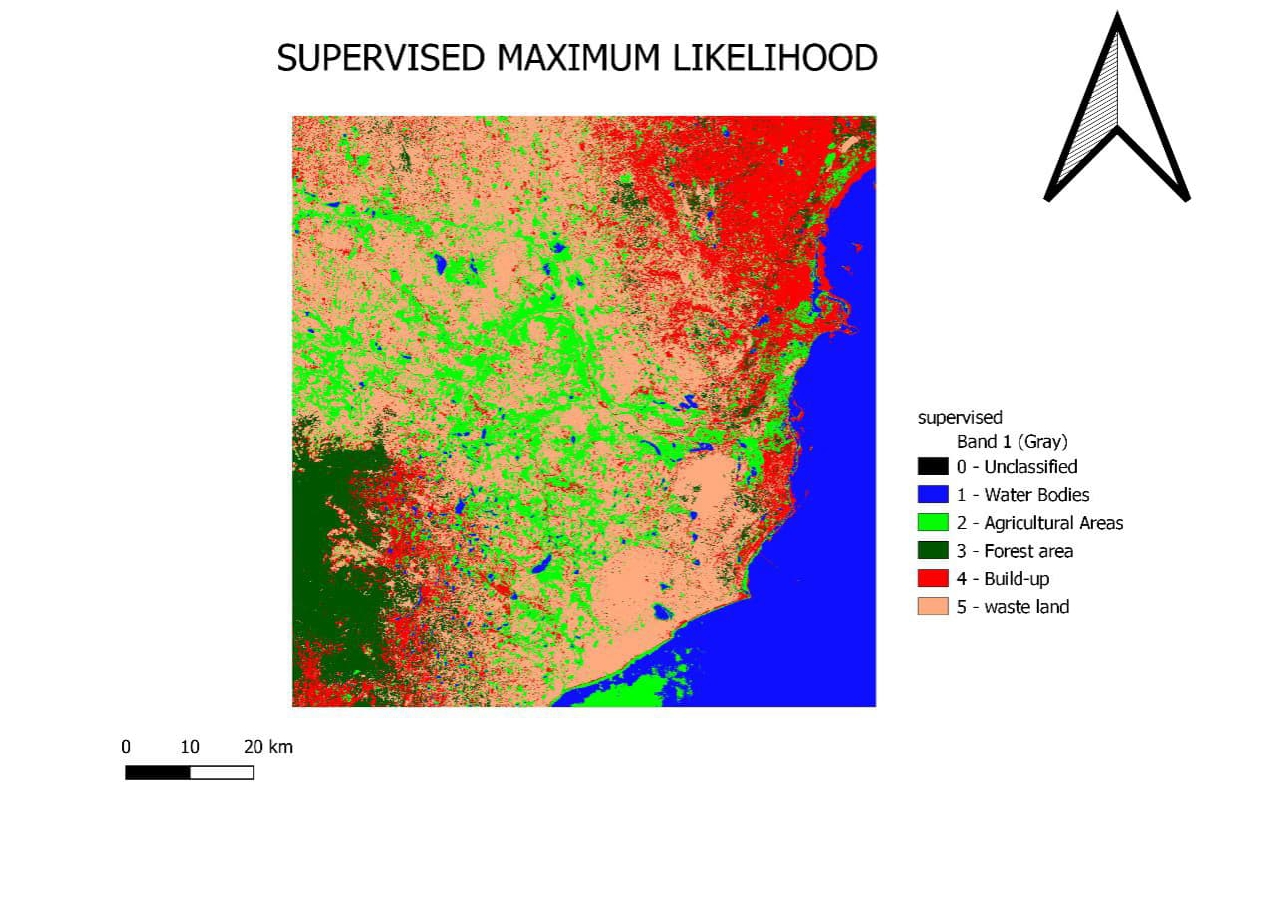 SUPERVISED MAXIMUM LIKELIHOOD
supervised
Band 1 (Gray)
0 - Unclassified
1 - Water Bodies
2 - Agricultural Areas
3 - Forest area
4 - Build-up
5 - waste land
0 10 20 km